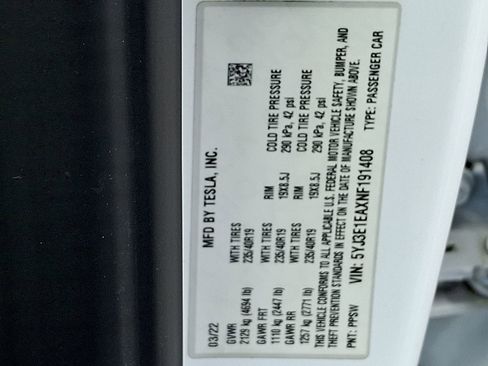 MFD BY TESLA, INC.
03/22
GVWR WITH TIRES RIM COLD TIRE PRESSURE
2129 kg (4694 lb) 235/40R19 19X8.5J 290 kPa, 42 psi
GAWR FRT WITH TIRES RIM COLD TIRE PRESSURE
1110 kg (2447 lb) 235/40R19 19X8.5J 290 kPa, 42 psi
GAWR RR WITH TIRES
1257 kg (2771 lb) 235/40R19
THIS VEHICLE CONFORMS TO ALL APPLICABLE U.S. FEDERAL MOTOR VEHICLE SAFETY, BUMPER, AND
THEFT PREVENTION STANDARDS IN EFFECT ON THE DATE OF MANUFACTURE SHOWN ABOVE.
VIN: 5YJ3E1EAXNF191408
PNT: PPSW TYPE: PASSENGER CAR